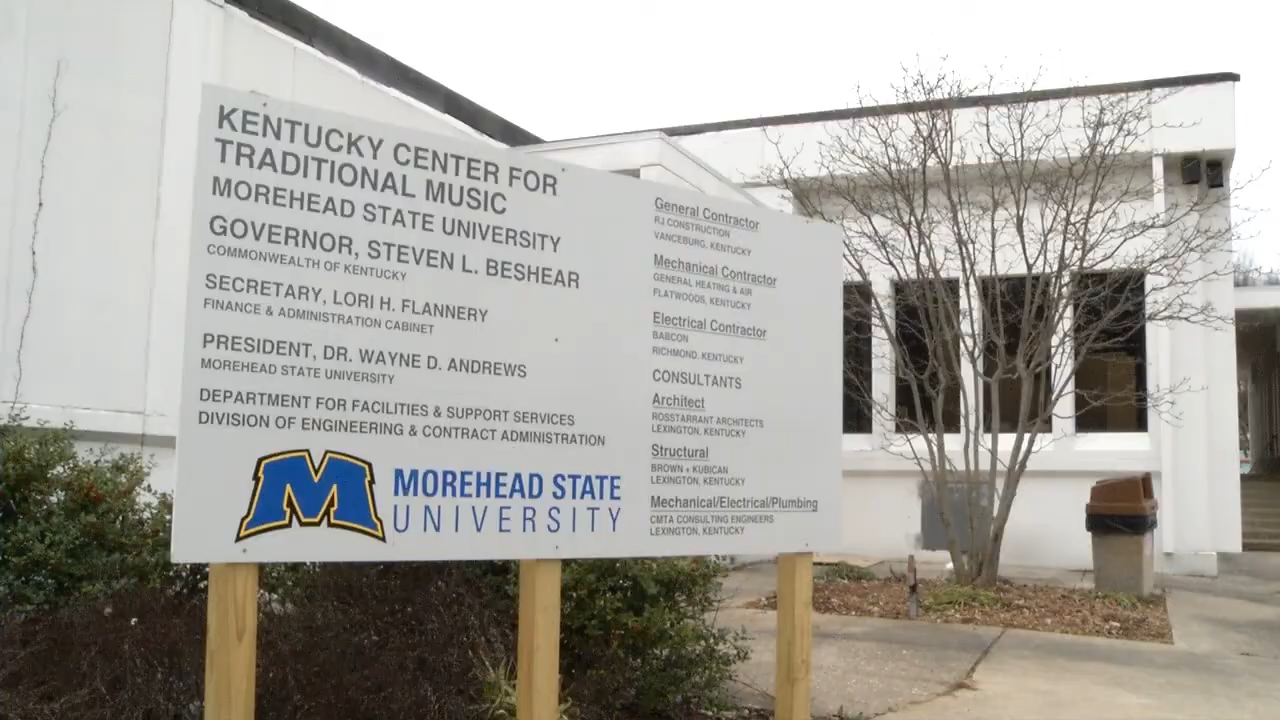 KENTUCKY CENTER FOR
TRADITIONAL MUSIC
MOREHEAD STATE UNIVERSITY
GOVERNOR, STEVEN L. BESHEAR
COMMONWEALTH OF KENTUCKY
SECRETARY, LORI H. FLANNERY
FINANCE & ADMINISTRATION CABINET
PRESIDENT, DR. WAYNE D. ANDREWS
MOREHEAD STATE UNIVERSITY
DEPARTMENT FOR FACILITIES & SUPPORT SERVICES
DIVISION OF ENGINEERING & CONTRACT ADMINISTRATION
M
MOREHEAD STATE
UNIVERSITY
General Contractor
RJ CONSTRUCTION
VANCEBURG, KENTUCKY
Mechanical Contractor
GENERAL HEATING & AIR
FLATWOODS, KENTUCKY
Electrical Contractor
BABCON
RICHMOND, KENTUCKY
CONSULTANTS
Architect
ROSSTARRANT ARCHITECTS
LEXINGTON, KENTUCKY
Structural
BROWN + KUBICAN
LEXINGTON, KENTUCKY
Mechanical/Electrical/Plumbing
CMTA CONSULTING ENGINEERS
LEXINGTON, KENTUCKY